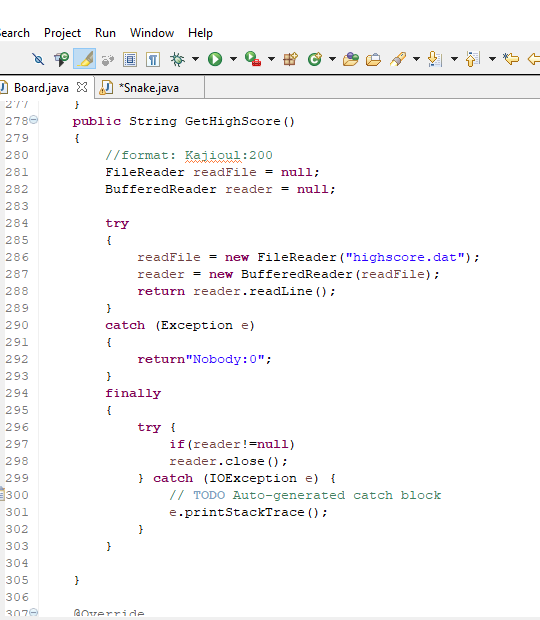 Search Project Run Window Help
Board.java *Snake.java
277 }
278 public String GetHighScore()
279 {
280 //format: Kajioul:200
281 FileReader readFile = null;
282 BufferedReader reader = null;
283
284 try
285 {
286 readFile = new FileReader("highscore.dat");
287 reader = new BufferedReader(readFile);
288 return reader.readLine();
289 }
290 catch (Exception e)
291 {
292 return"Nobody:0";
293 }
294 finally
295 {
296 try {
297 if(reader!=null)
298 reader.close();
299 } catch (IOException e) {
300 // TODO Auto-generated catch block
301 e.printStackTrace();
302 }
303 }
304
305 }
306
307 @Override